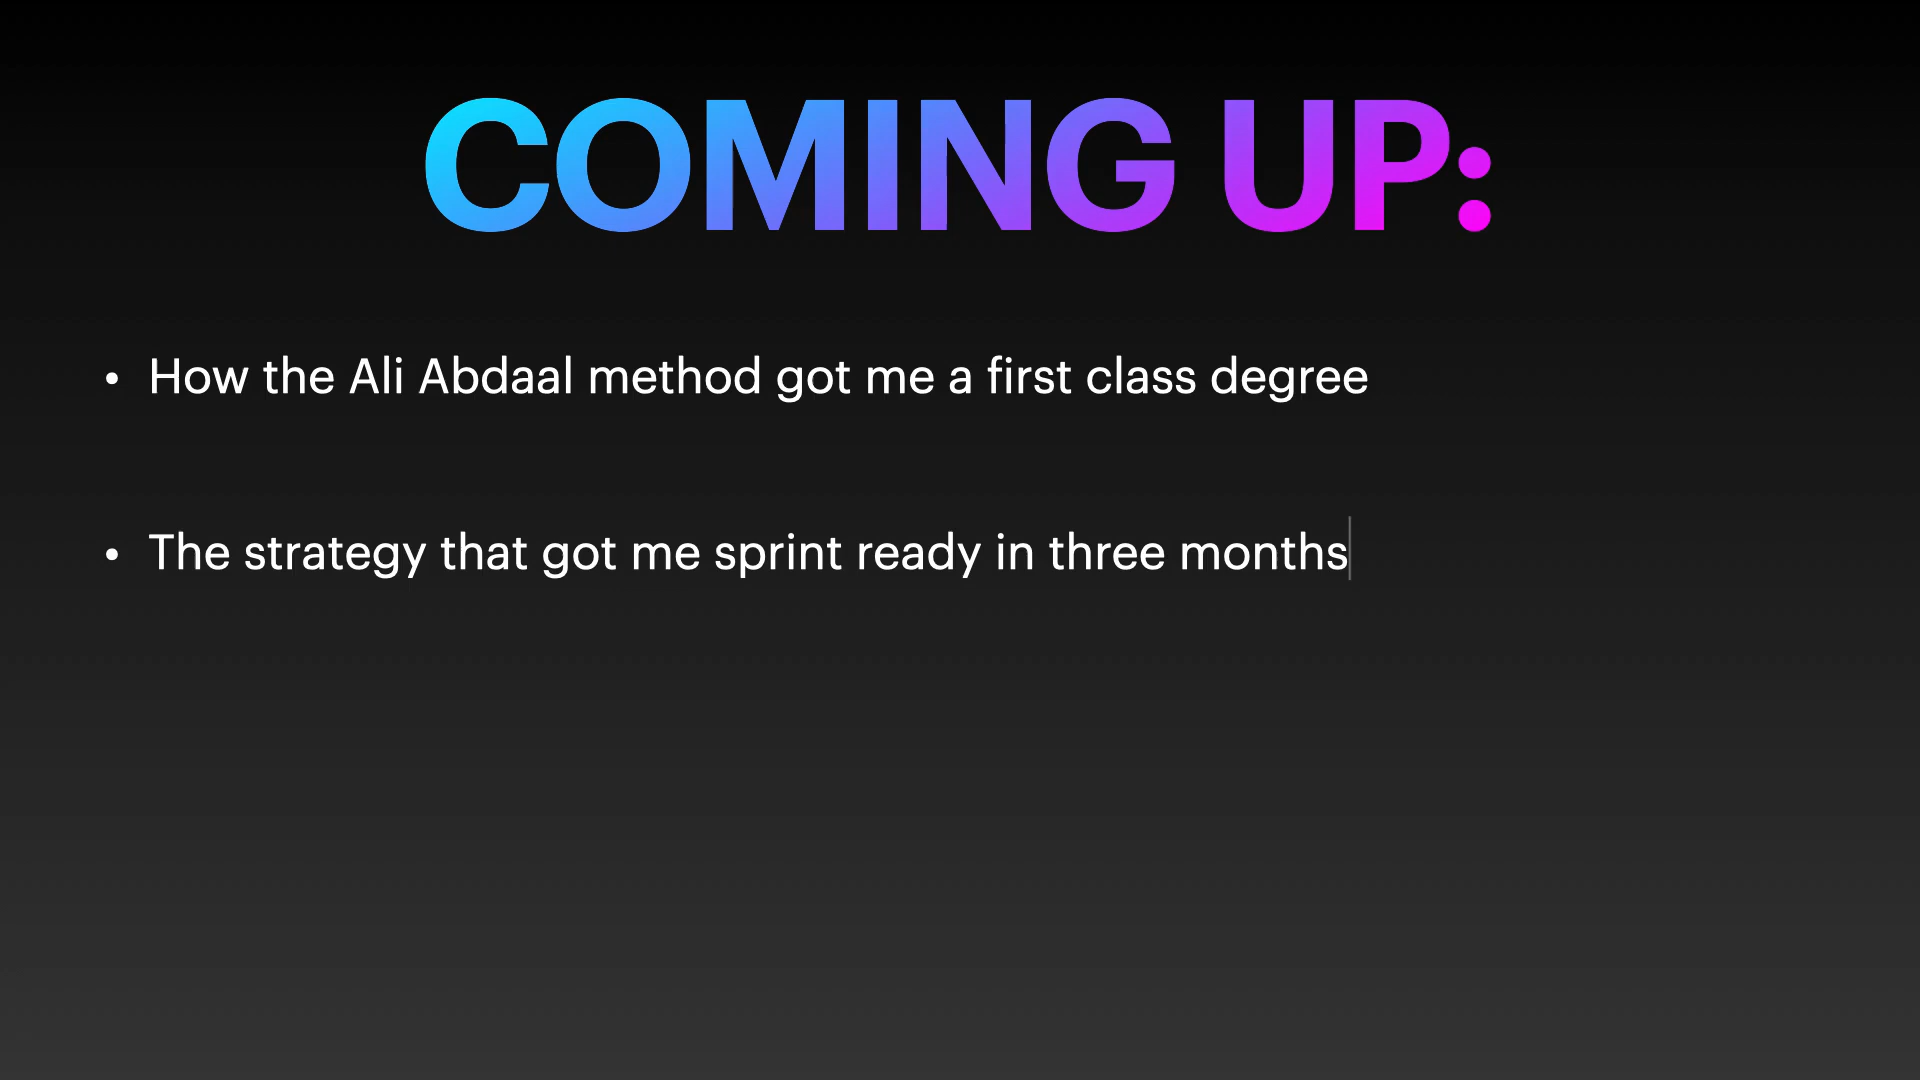 COMING UP:
• How the Ali Abdaal method got me a first class degree
• The strategy that got me sprint ready in three months